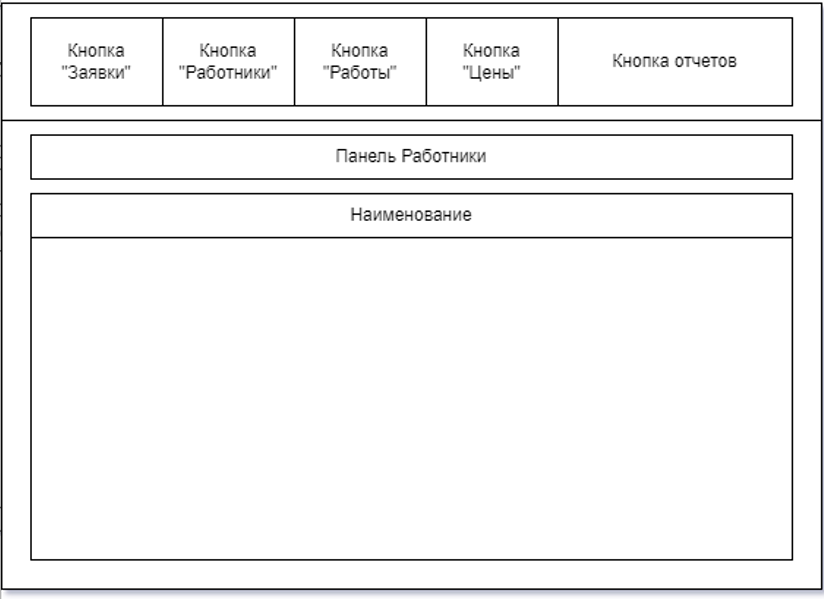 Кнопка
"Заявки"
Кнопка
"Работники"
Кнопка
"Работы"
Кнопка
"Цены"
Кнопка отчетов
Панель Работники
Наименование